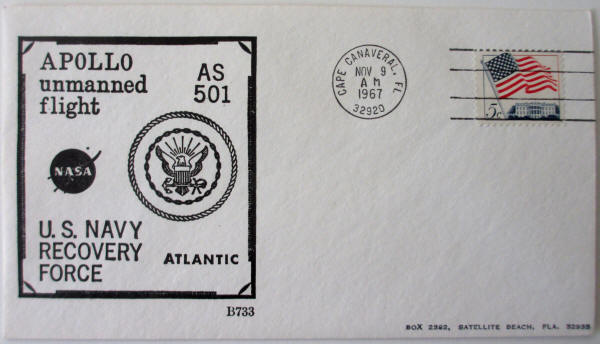 APOLLO
unmanned
flight
AS
501
NASA
U.S. NAVY
RECOVERY
FORCE
ATLANTIC
B733
CAPE CANAVERAL, FL
NOV 9
AM
1967
32920
5c
BOX 2362, SATELLITE BEACH, FLA. 32935